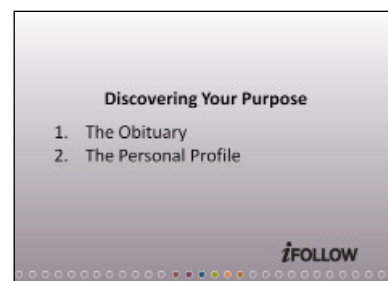 Discovering Your Purpose
1. The Obituary
2. The Personal Profile
iFOLLOW